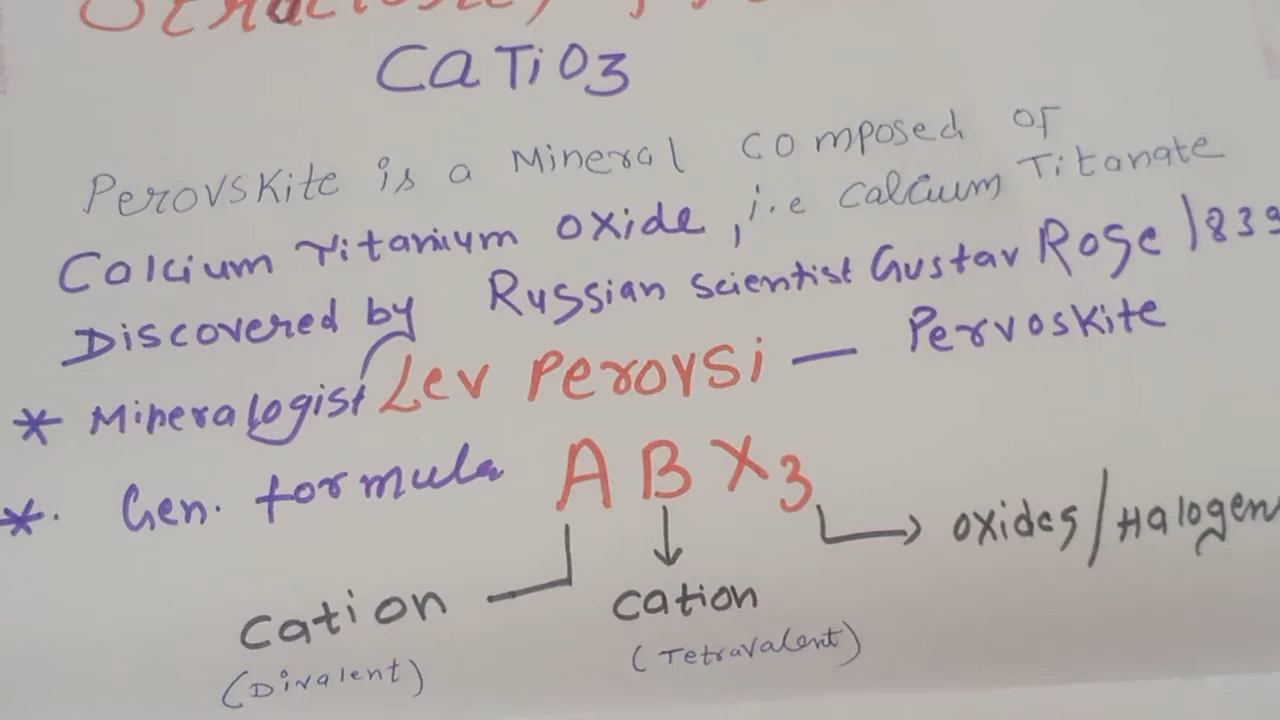 CaTiO3
Perovskite is a Mineral composed of
Calcium Titanium oxide, i.e Calcium Titanate
Discovered by Russian scientist Gustav Rose 1839
* Mineralogist Lev Perovsi — Pervoskite
*. Gen. formula ABX3
oxides/Halogen
Cation cation
(Divalent) (Tetravalent)